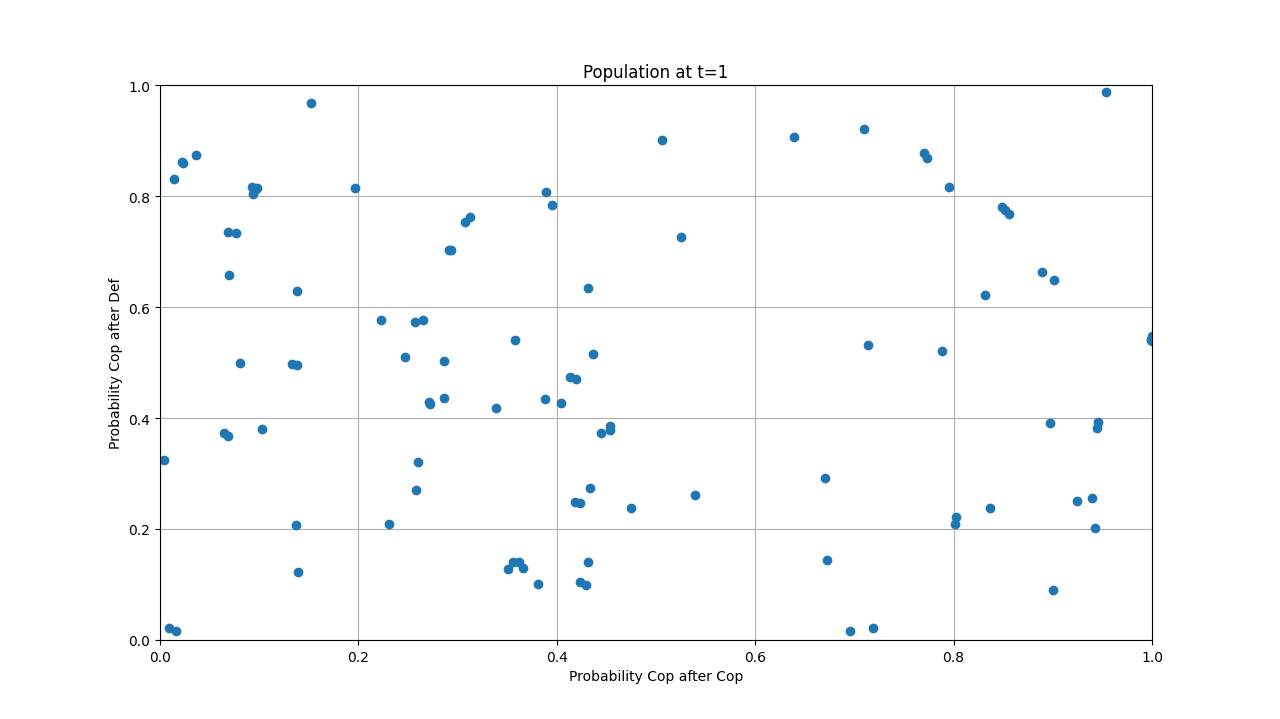 Population at t=1
1.0
0.8
0.6
0.4
0.2
0.0
Probability Cop after Def
0.0 0.2 0.4 0.6 0.8 1.0
Probability Cop after Cop